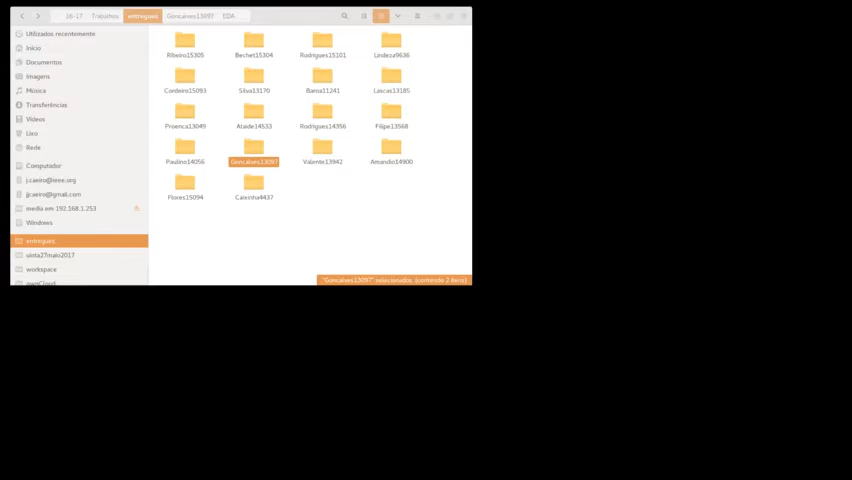 16-17 Trabalhos entregues Goncalves13097 EDA
Utilizados recentemente
Início
Documentos
Imagens
Música
Transferências
Vídeos
Lixo
Rede
Computador
j.caeiro@ieee.org
jjcaeiro@gmail.com
media em 192.168.1.253
Windows
entregues
uinta27maio2017
workspace
ownCloud
Ribeiro15305 Bechet15304 Rodrigues15101 Lindeza9636
Cordeiro15093 Silva13170 Bama11241 Lascas13185
Proenca13049 Ataide14533 Rodrigues14356 Filipe13568
Paulino14056 Goncalves13097 Valente13942 Amandio14900
Flores15094 Caixinha4437
"Goncalves13097" selecionados (contendo 2 itens)